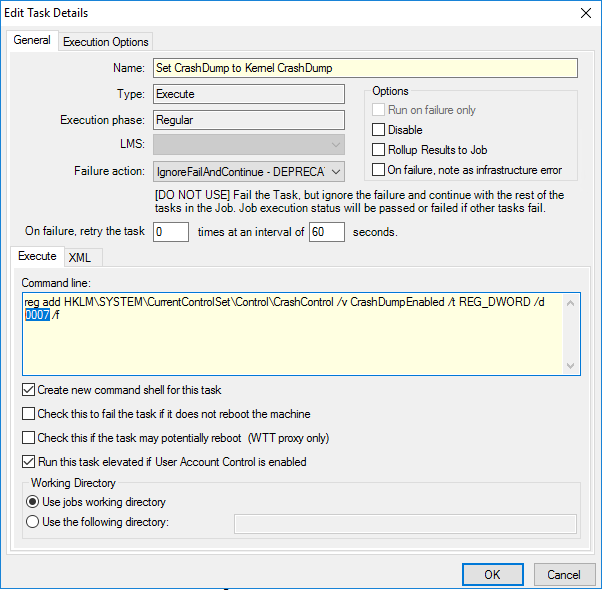 Edit Task Details
General
Execution Options
Name:
Set CrashDump to Kernel CrashDump
Type:
Execute
Execution phase:
Regular
LMS:
Failure action:
IgnoreFailAndContinue - DEPRECAT
Options
Run on failure only
Disable
Rollup Results to Job
On failure, note as infrastructure error
[DO NOT USE] Fail the Task, but ignore the failure and continue with the rest of the
tasks in the Job. Job execution status will be passed or failed if other tasks fail.
On failure, retry the task 0 times at an interval of 60 seconds.
Execute
XML
Command line:
reg add HKLM\SYSTEM\CurrentControlSet\Control\CrashControl /v CrashDumpEnabled /t REG_DWORD /d
0007 /f
Create new command shell for this task
Check this to fail the task if it does not reboot the machine
Check this if the task may potentially reboot (WTT proxy only)
Run this task elevated if User Account Control is enabled
Working Directory
Use jobs working directory
Use the following directory:
OK
Cancel